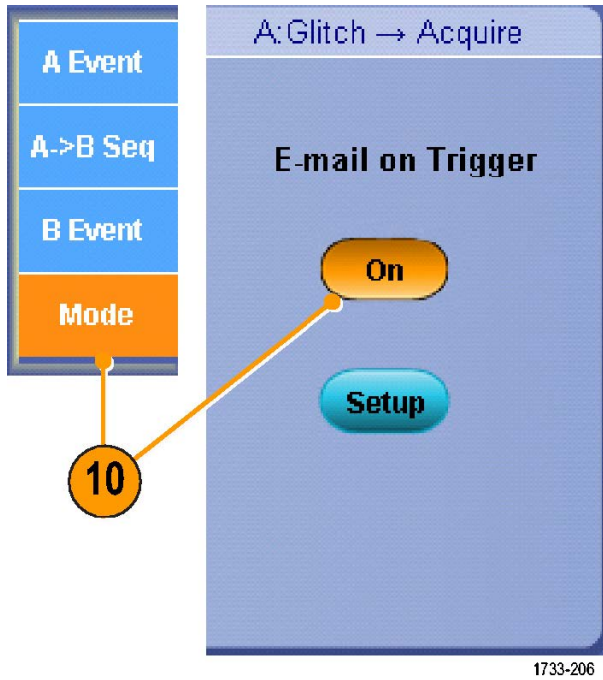 A Event
A->B Seq
B Event
Mode
10
A:Glitch → Acquire
E-mail on Trigger
On
Setup
1733-206